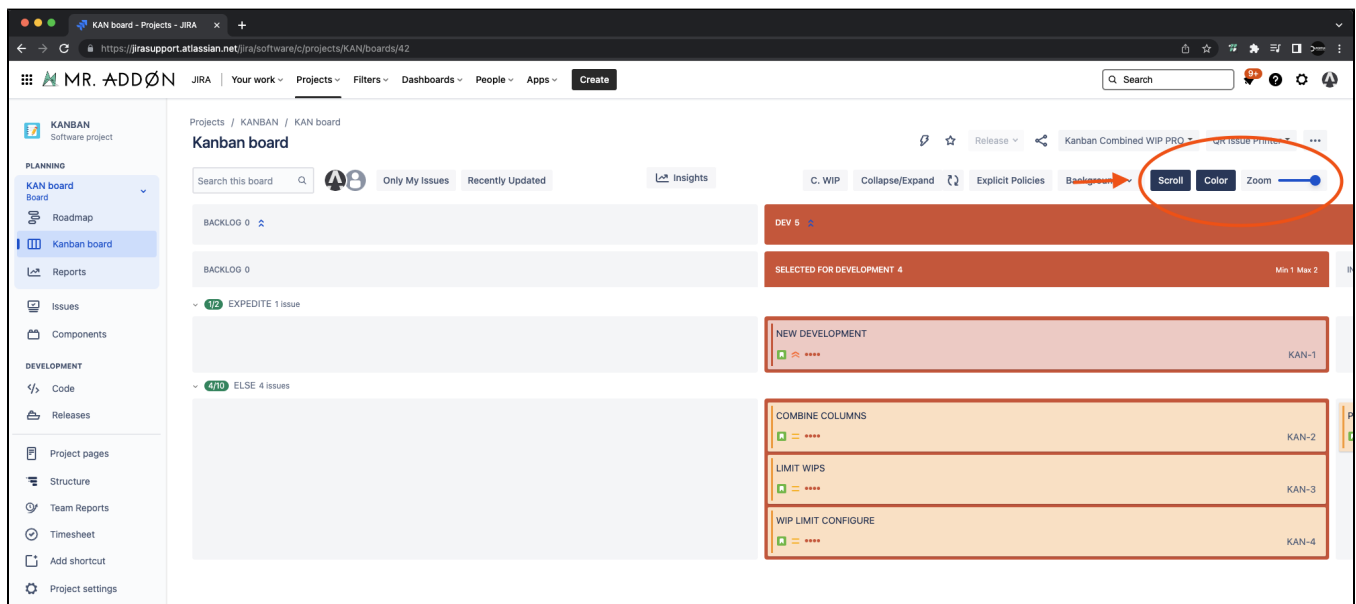 KAN board - Projects - JIRA
https://jirasupport.atlassian.net/jira/software/c/projects/KAN/boards/42
MR. ADDØN JIRA Your work Projects Filters Dashboards People Apps Create Search 9+
KANBAN
Software project
PLANNING
KAN board
Board
Roadmap
Kanban board
Reports
Issues
Components
DEVELOPMENT
Code
Releases
Project pages
Structure
Team Reports
Timesheet
Add shortcut
Project settings
Projects / KANBAN / KAN board
Kanban board
Release Kanban Combined WIP PRO QR Issue Printer
Search this board Only My Issues Recently Updated Insights C. WIP Collapse/Expand Explicit Policies Background Scroll Color Zoom
BACKLOG 0 DEV 5
BACKLOG 0 SELECTED FOR DEVELOPMENT 4 Min 1 Max 2
1/2 EXPEDITE 1 issue
NEW DEVELOPMENT
KAN-1
4/10 ELSE 4 issues
COMBINE COLUMNS
KAN-2
LIMIT WIPS
KAN-3
WIP LIMIT CONFIGURE
KAN-4